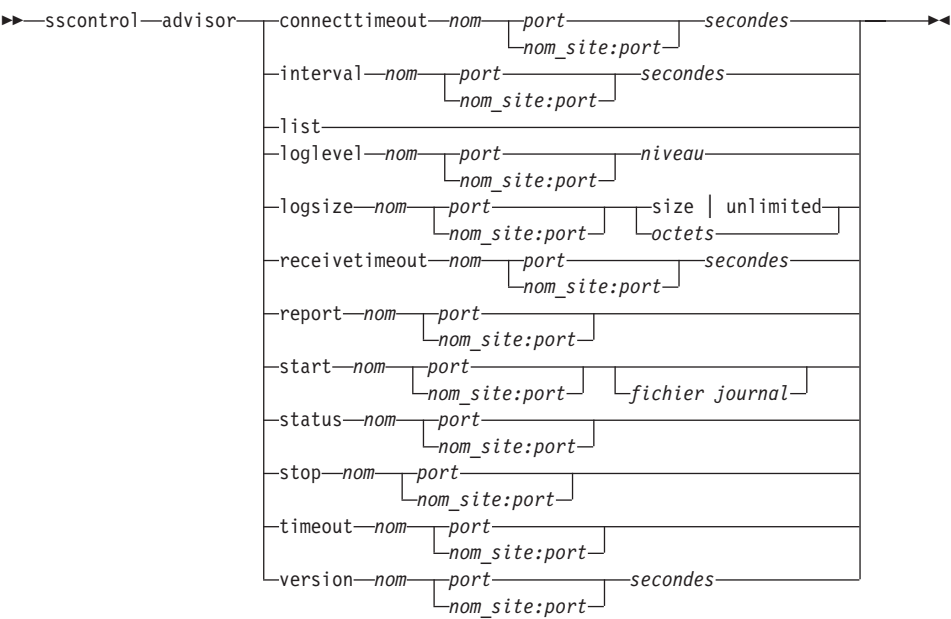 sscontrol advisor connecttimeout nom port secondes
nom_site:port
interval nom port secondes
nom_site:port
list
loglevel nom port niveau
nom_site:port
logsize nom port size | unlimited
nom_site:port octets
receivetimeout nom port secondes
nom_site:port
report nom port
nom_site:port
start nom port
nom_site:port fichier journal
status nom port
nom_site:port
stop nom port
nom_site:port
timeout nom port
nom_site:port
version nom port secondes
nom_site:port